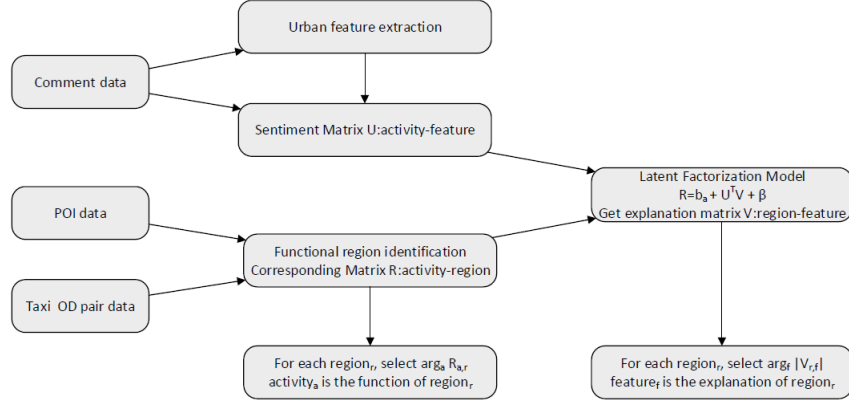 Urban feature extraction
Comment data
Sentiment Matrix U:activity-feature
Latent Factorization Model
R=bₐ + UᵀV + β
Get explanation matrix V:region-feature
POI data
Functional region identification
Corresponding Matrix R:activity-region
Taxi OD pair data
For each regionᵣ, select argₐ Rₐ,ᵣ
activityₐ is the function of regionᵣ
For each regionᵣ, select arg_f |V_r,f|
feature_f is the explanation of regionᵣ